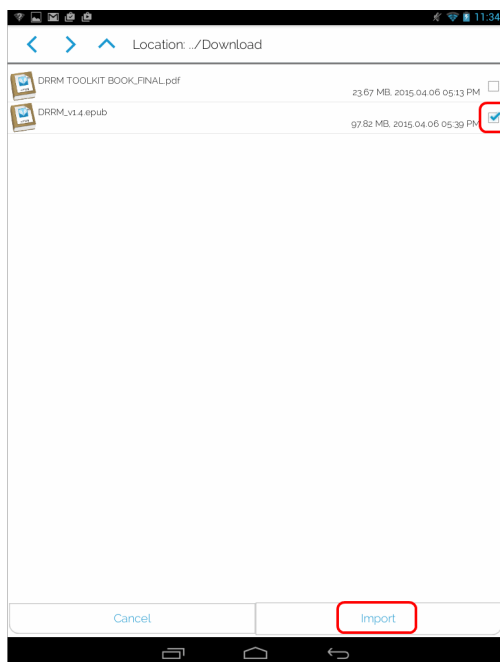 11:34
Location: ../Download
DRRM TOOLKIT BOOK_FINAL.pdf
23.67 MB, 2015.04.06 05:13 PM
DRRM_v1.4.epub
97.82 MB, 2015.04.06 05:39 PM
Cancel
Import